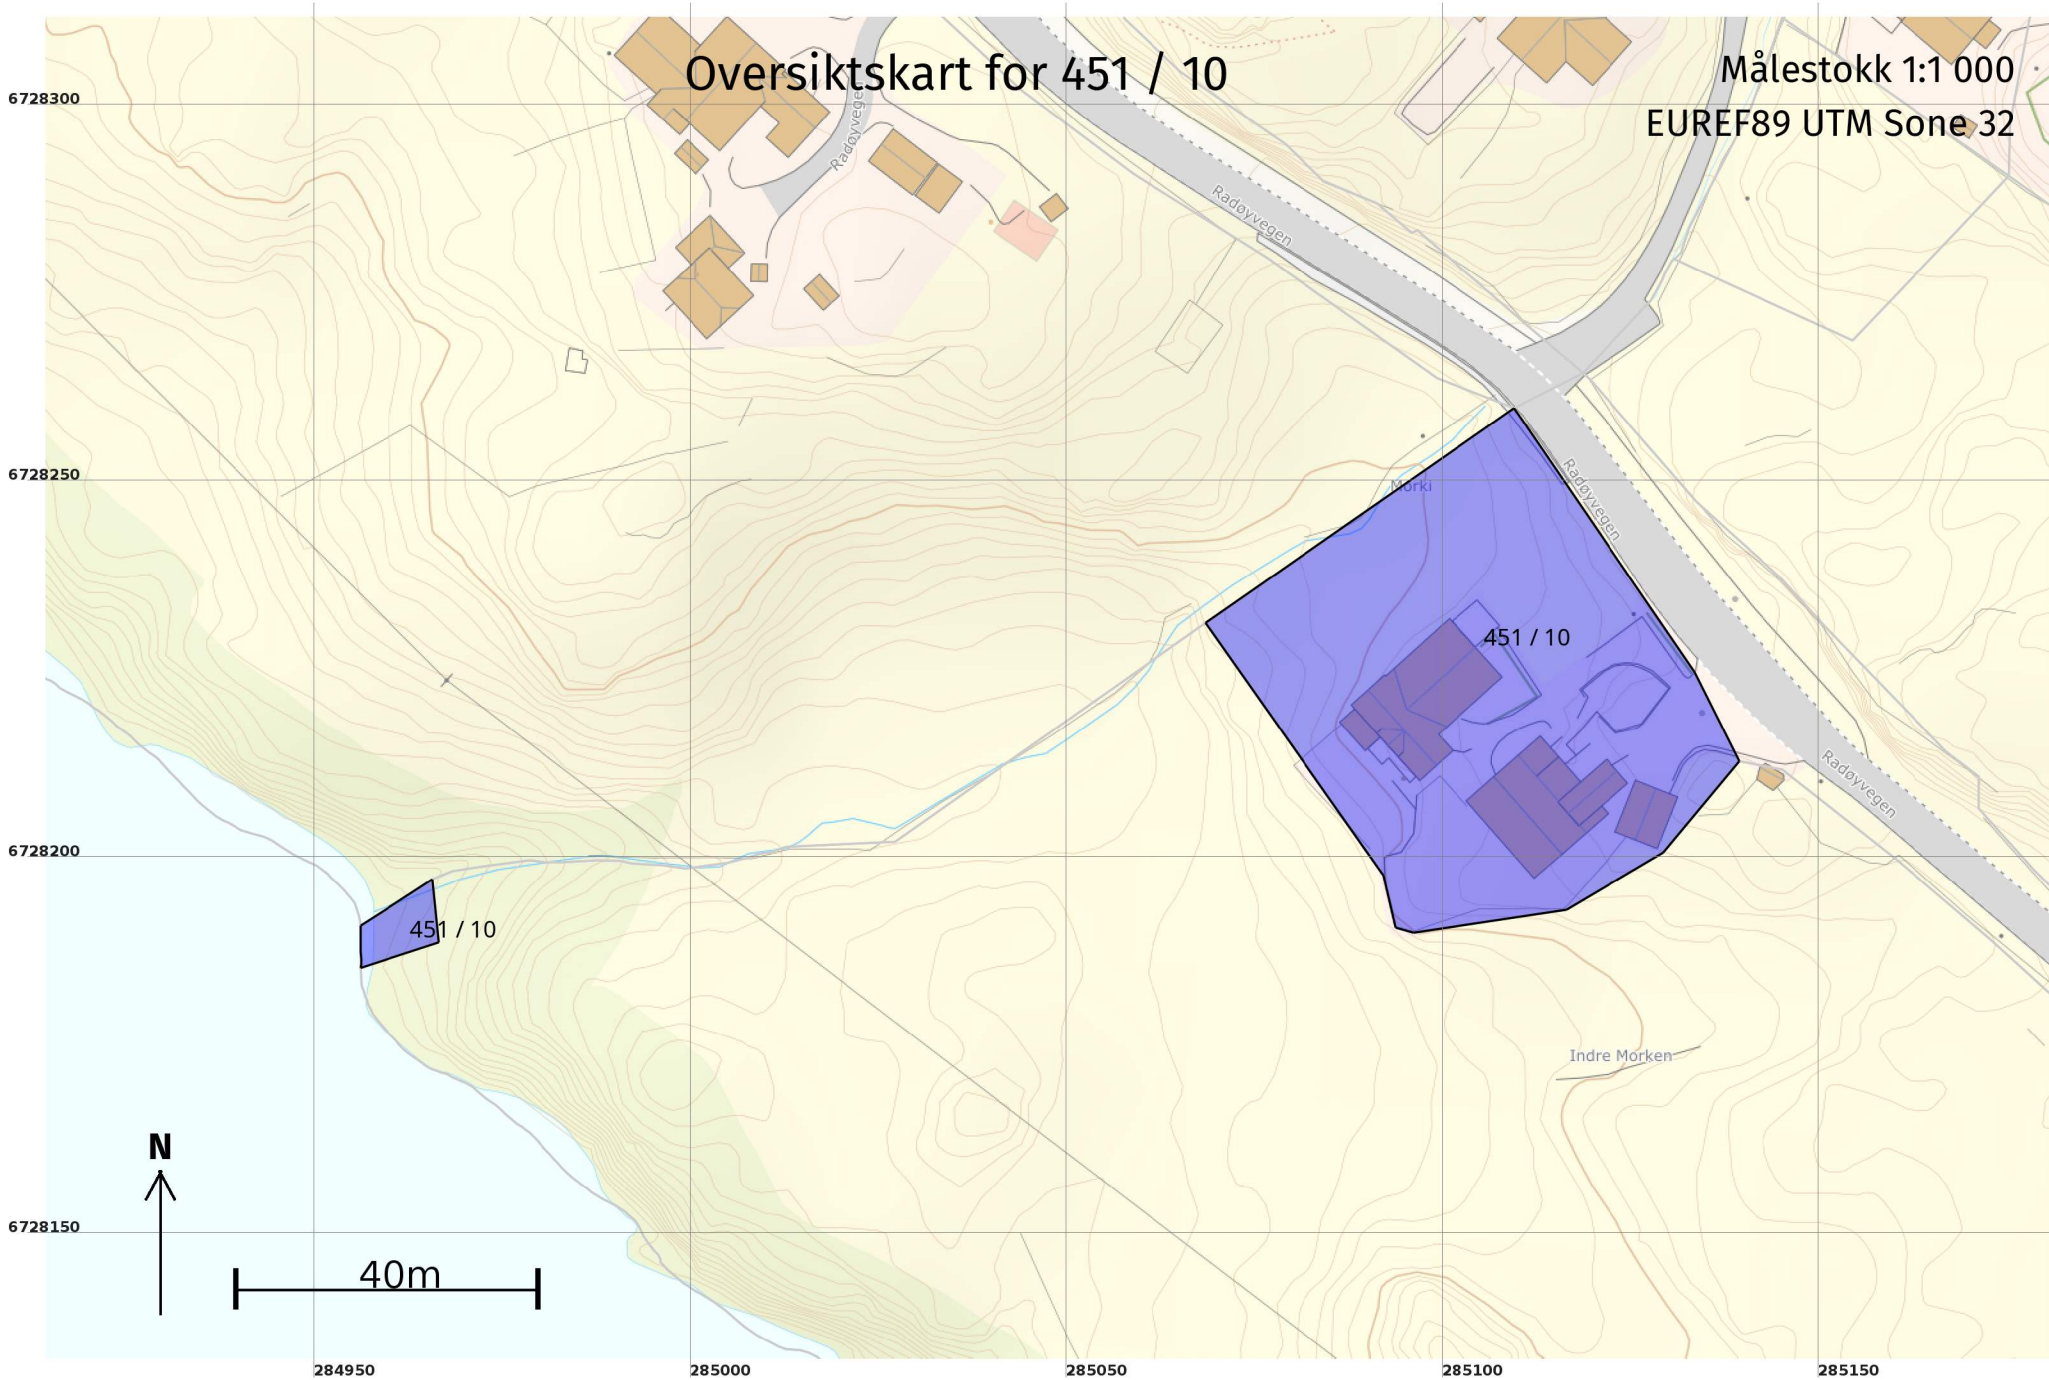 Oversiktskart for 451 / 10
Målestokk 1:1 000
EUREF89 UTM Sone 32
6728300
Radøyvegen
Radøyvegen
6728250
Mørki
Radøyvegen
451 / 10
Radøyvegen
6728200
451 / 10
Indre Morken
N
6728150
40m
284950
285000
285050
285100
285150